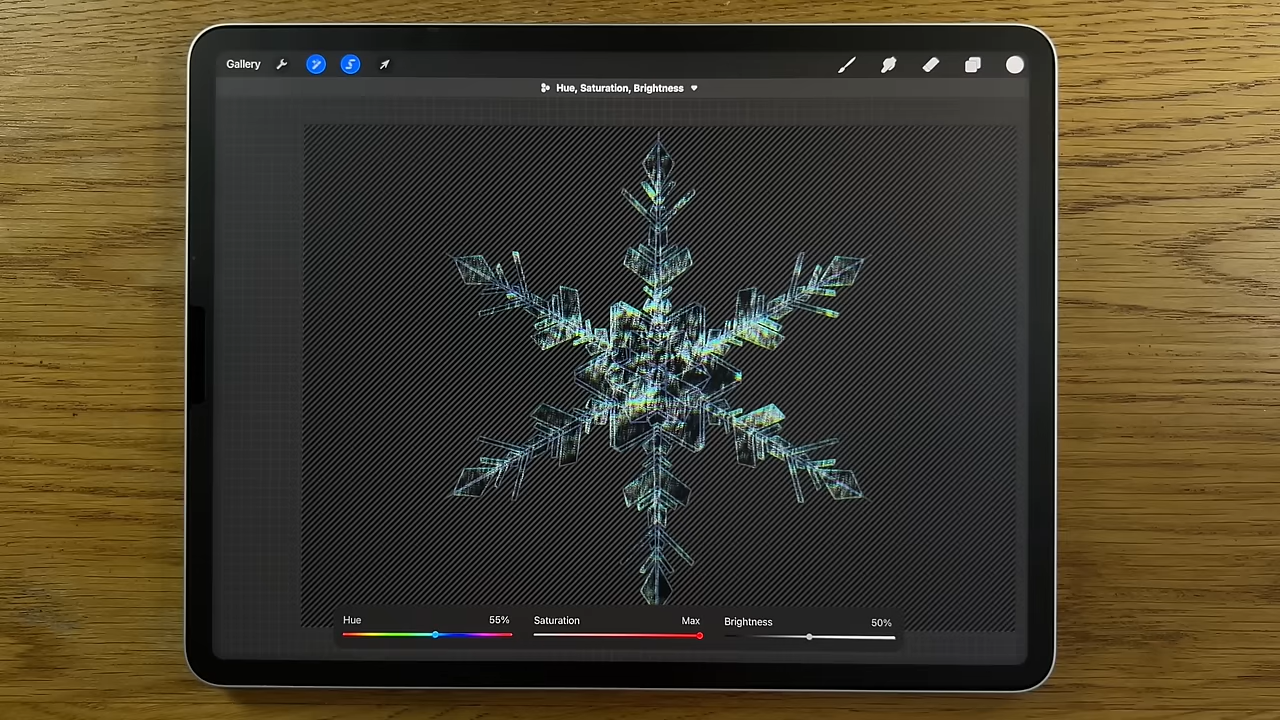 Gallery
Hue, Saturation, Brightness
Hue 55% Saturation Max Brightness 50%